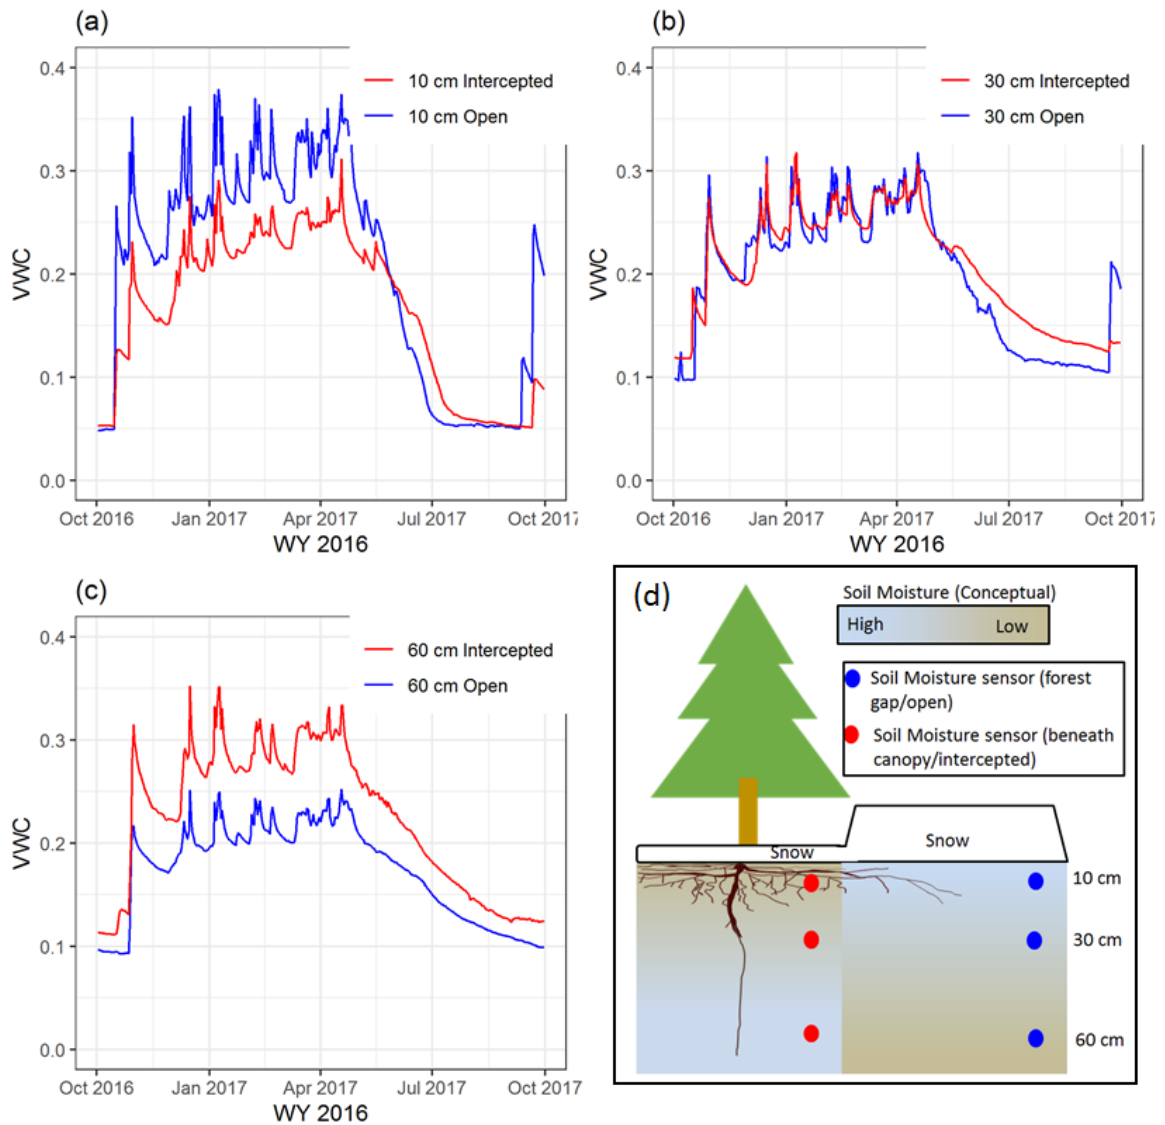 (a)
0.4
0.3
0.2
0.1
0.0
VWC
10 cm Intercepted
10 cm Open
Oct 2016
Jan 2017
Apr 2017
Jul 2017
Oct 2017
WY 2016
(b)
0.4
0.3
0.2
0.1
0.0
VWC
30 cm Intercepted
30 cm Open
Oct 2016
Jan 2017
Apr 2017
Jul 2017
Oct 2017
WY 2016
(c)
0.4
0.3
0.2
0.1
0.0
VWC
60 cm Intercepted
60 cm Open
Oct 2016
Jan 2017
Apr 2017
Jul 2017
Oct 2017
WY 2016
(d)
Soil Moisture (Conceptual)
High
Low
Soil Moisture sensor (forest
gap/open)
Soil Moisture sensor (beneath
canopy/intercepted)
Snow
Snow
10 cm
30 cm
60 cm